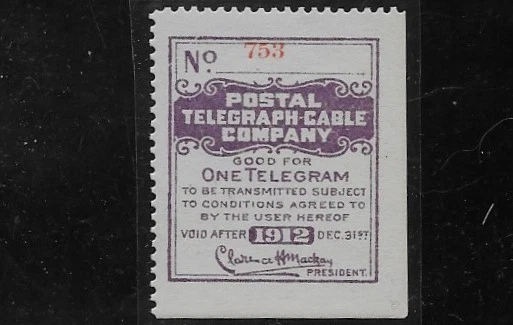 No. 753
POSTAL
TELEGRAPH-CABLE
COMPANY
GOOD FOR
ONE TELEGRAM
TO BE TRANSMITTED SUBJECT
TO CONDITIONS AGREED TO
BY THE USER HEREOF
VOID AFTER 1912 DEC. 31ST
Clarence H Mackay
PRESIDENT.